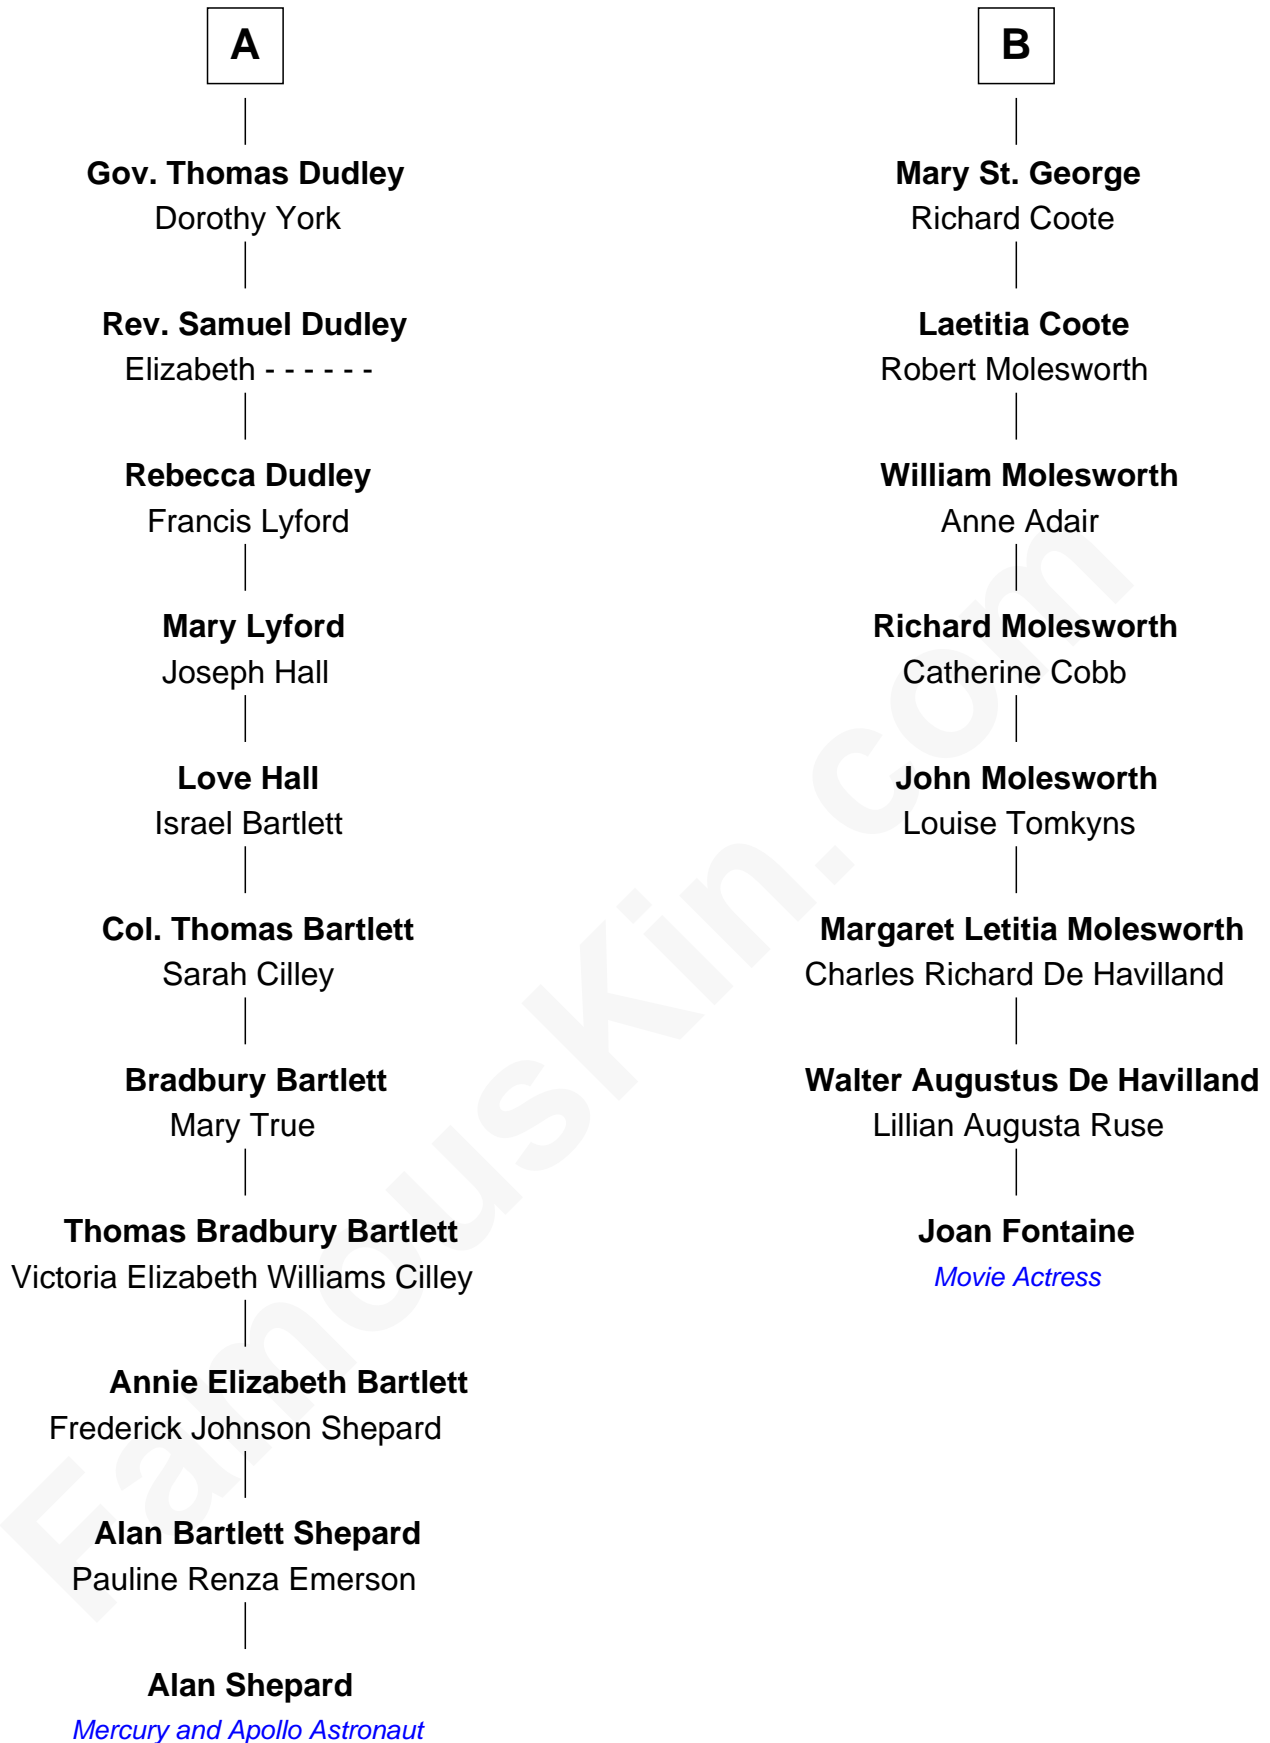 A
Gov. Thomas Dudley
Dorothy York
Rev. Samuel Dudley
Elizabeth - - - - - -
Rebecca Dudley
Francis Lyford
Mary Lyford
Joseph Hall
Love Hall
Israel Bartlett
Col. Thomas Bartlett
Sarah Cilley
Bradbury Bartlett
Mary True
Thomas Bradbury Bartlett
Victoria Elizabeth Williams Cilley
Annie Elizabeth Bartlett
Frederick Johnson Shepard
Alan Bartlett Shepard
Pauline Renza Emerson
Alan Shepard
Mercury and Apollo Astronaut
B
Mary St. George
Richard Coote
Laetitia Coote
Robert Molesworth
William Molesworth
Anne Adair
Richard Molesworth
Catherine Cobb
John Molesworth
Louise Tomkyns
Margaret Letitia Molesworth
Charles Richard De Havilland
Walter Augustus De Havilland
Lillian Augusta Ruse
Joan Fontaine
Movie Actress
FamousKin.com